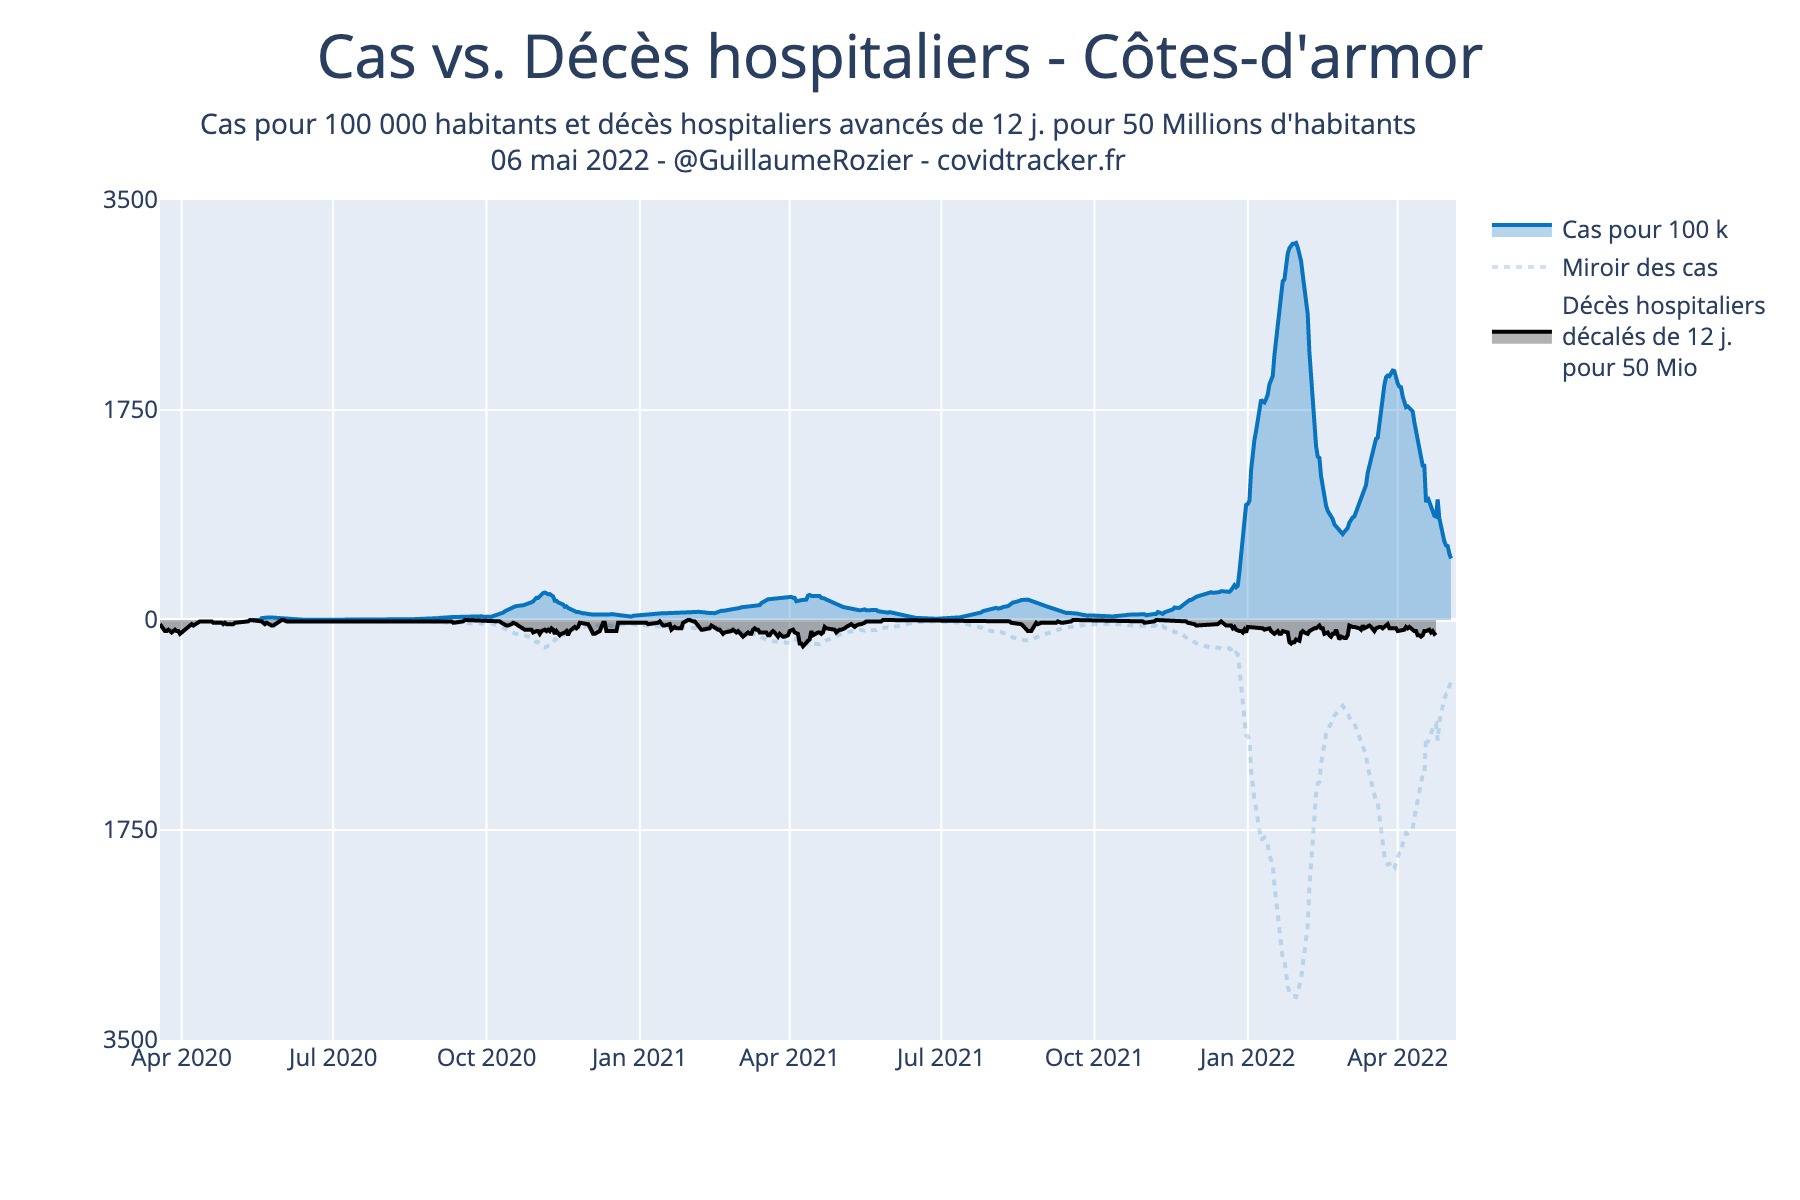 Cas vs. Décès hospitaliers - Côtes-d'armor
Cas pour 100 000 habitants et décès hospitaliers avancés de 12 j. pour 50 Millions d'habitants
06 mai 2022 - @GuillaumeRozier - covidtracker.fr
3500
1750
0
1750
3500
Apr 2020
Jul 2020
Oct 2020
Jan 2021
Apr 2021
Jul 2021
Oct 2021
Jan 2022
Apr 2022
Cas pour 100 k
Miroir des cas
Décès hospitaliers
décalés de 12 j.
pour 50 Mio